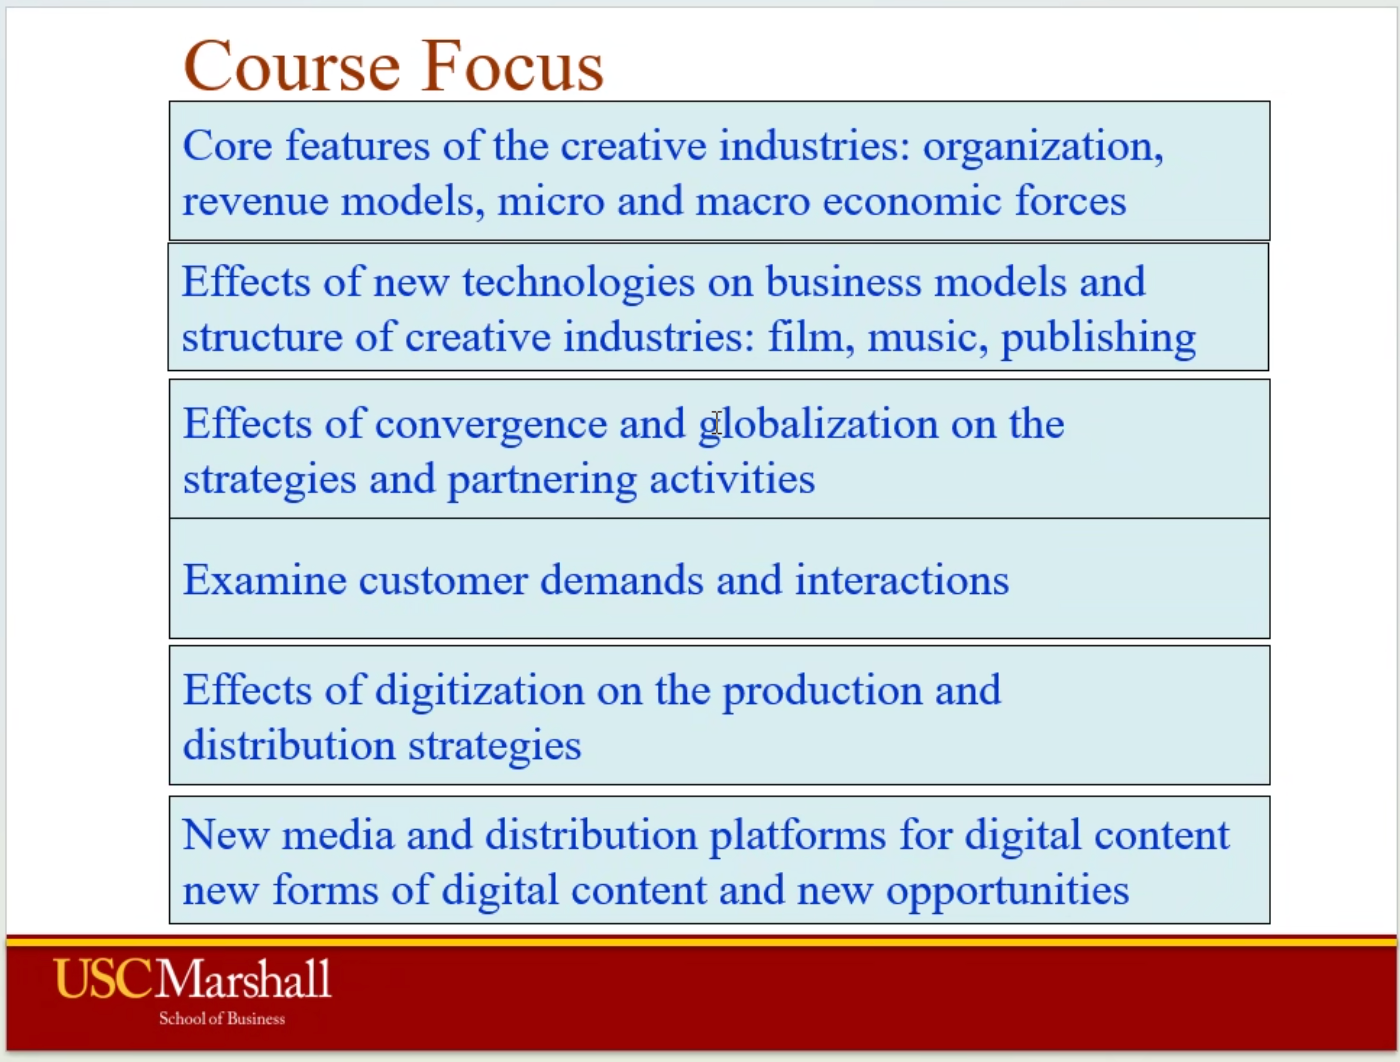 Course Focus
Core features of the creative industries: organization,
revenue models, micro and macro economic forces
Effects of new technologies on business models and
structure of creative industries: film, music, publishing
Effects of convergence and globalization on the
strategies and partnering activities
Examine customer demands and interactions
Effects of digitization on the production and
distribution strategies
New media and distribution platforms for digital content
new forms of digital content and new opportunities
USCMarshall
School of Business